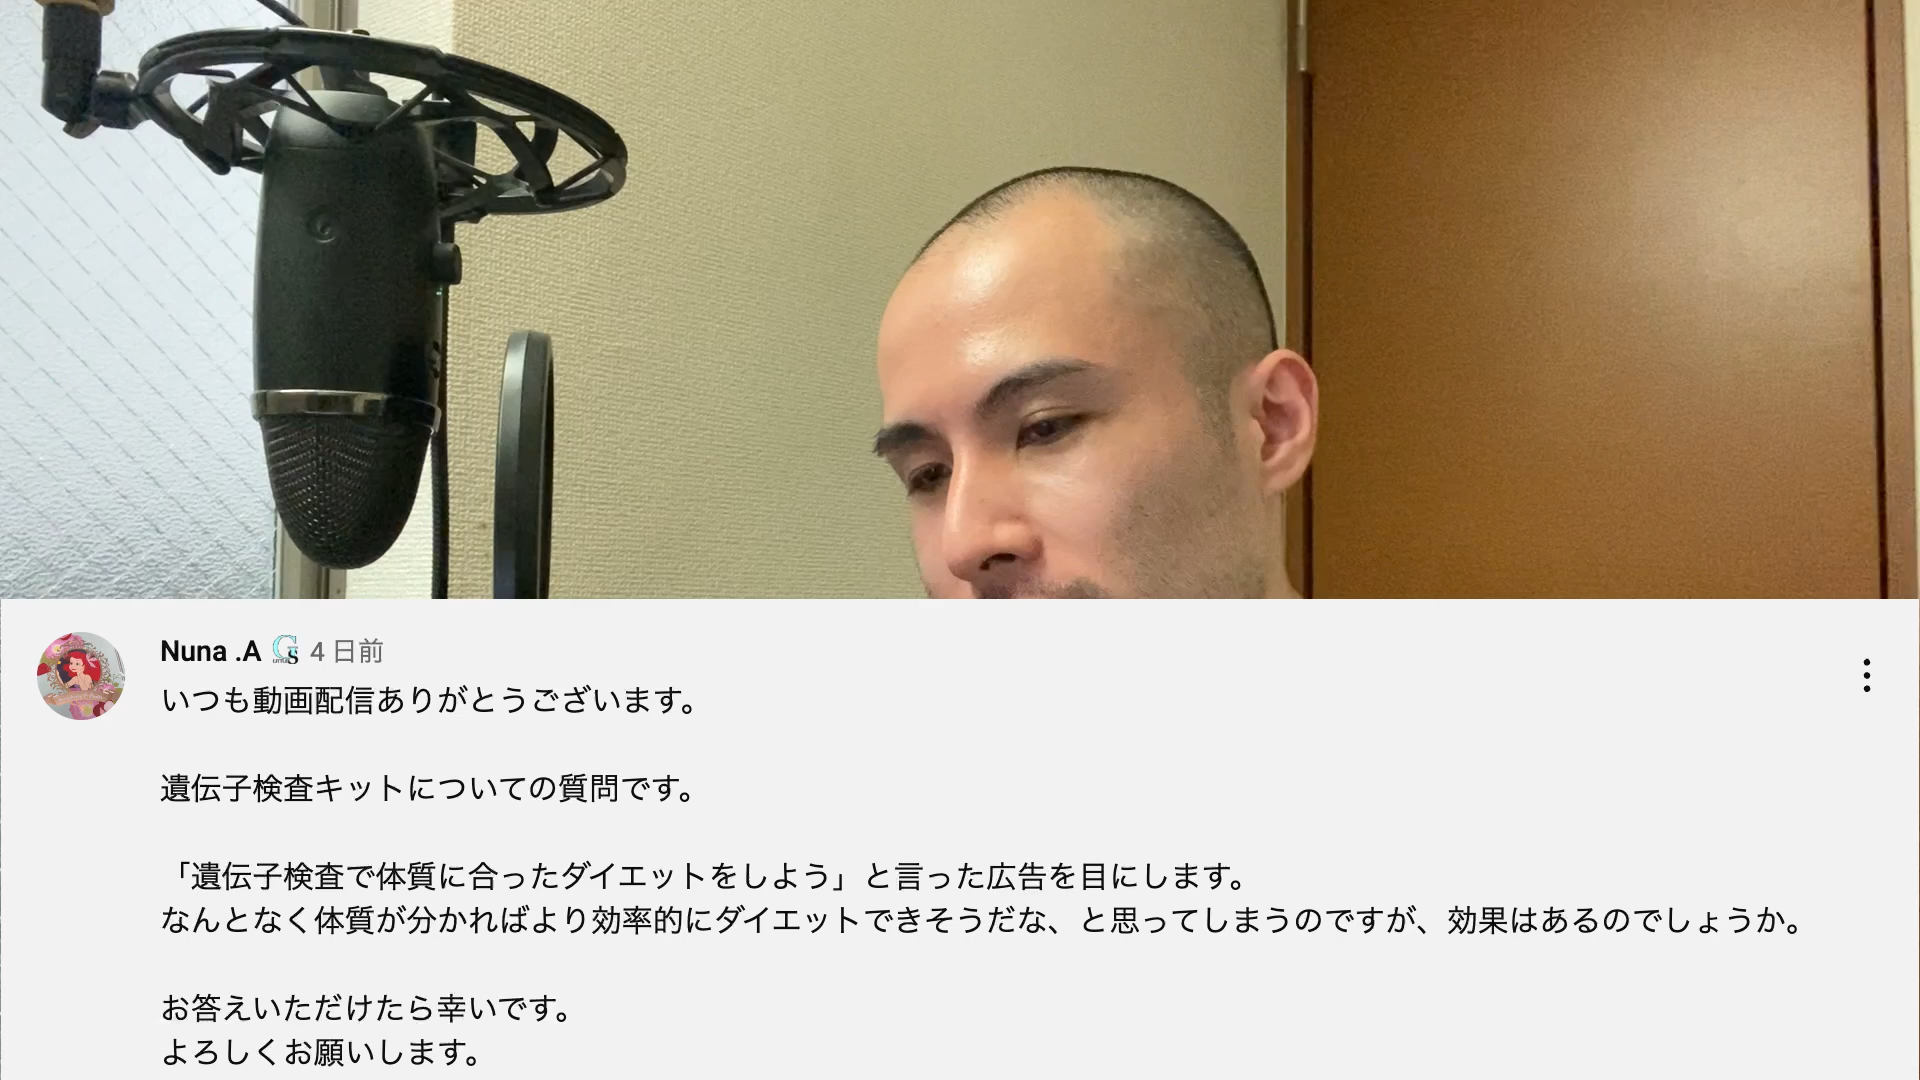 Nuna .A 4 日前
いつも動画配信ありがとうございます。
遺伝子検査キットについての質問です。
「遺伝子検査で体質に合ったダイエットをしよう」と言った広告を目にします。
なんとなく体質が分かればより効率的にダイエットできそうだな、と思ってしまうのですが、効果はあるのでしょうか。
お答えいただけたら幸いです。
よろしくお願いします。